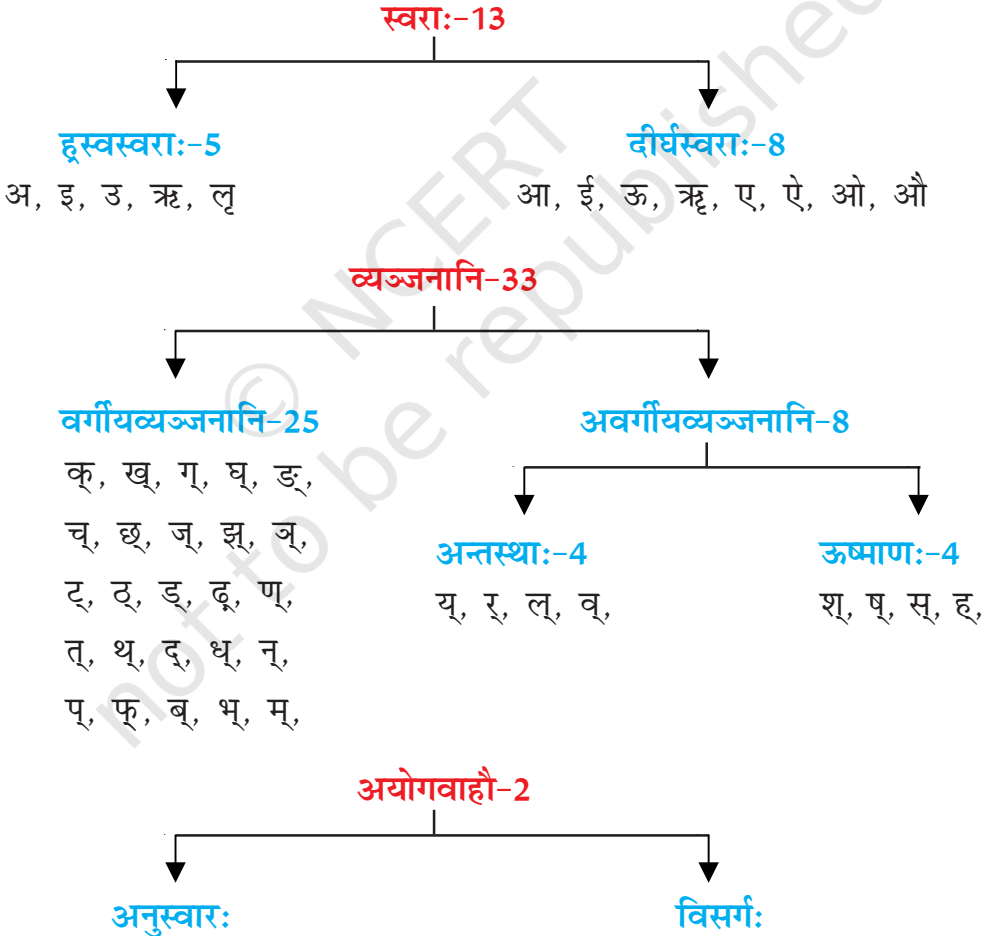 स्वराः-13
ह्रस्वस्वराः-5 दीर्घस्वराः-8
अ, इ, उ, ऋ, लृ आ, ई, ऊ, ॠ, ए, ऐ, ओ, औ
व्यञ्जनानि-33
वर्गीयव्यञ्जनानि-25 अवर्गीयव्यञ्जनानि-8
क्, ख्, ग्, घ्, ङ्,
च्, छ्, ज्, झ्, ञ्,
अन्तस्थाः-4 ऊष्माणः-4
ट्, ठ्, ड्, ढ़्, ण्, य्, र्, ल्, व्, श्, ष्, स्, ह्,
त्, थ्, द्, ध्, न्,
प्, फ्, ब्, भ्, म्,
अयोगवाहौ-2
अनुस्वारः विसर्गः
© NCERT
not to be republished